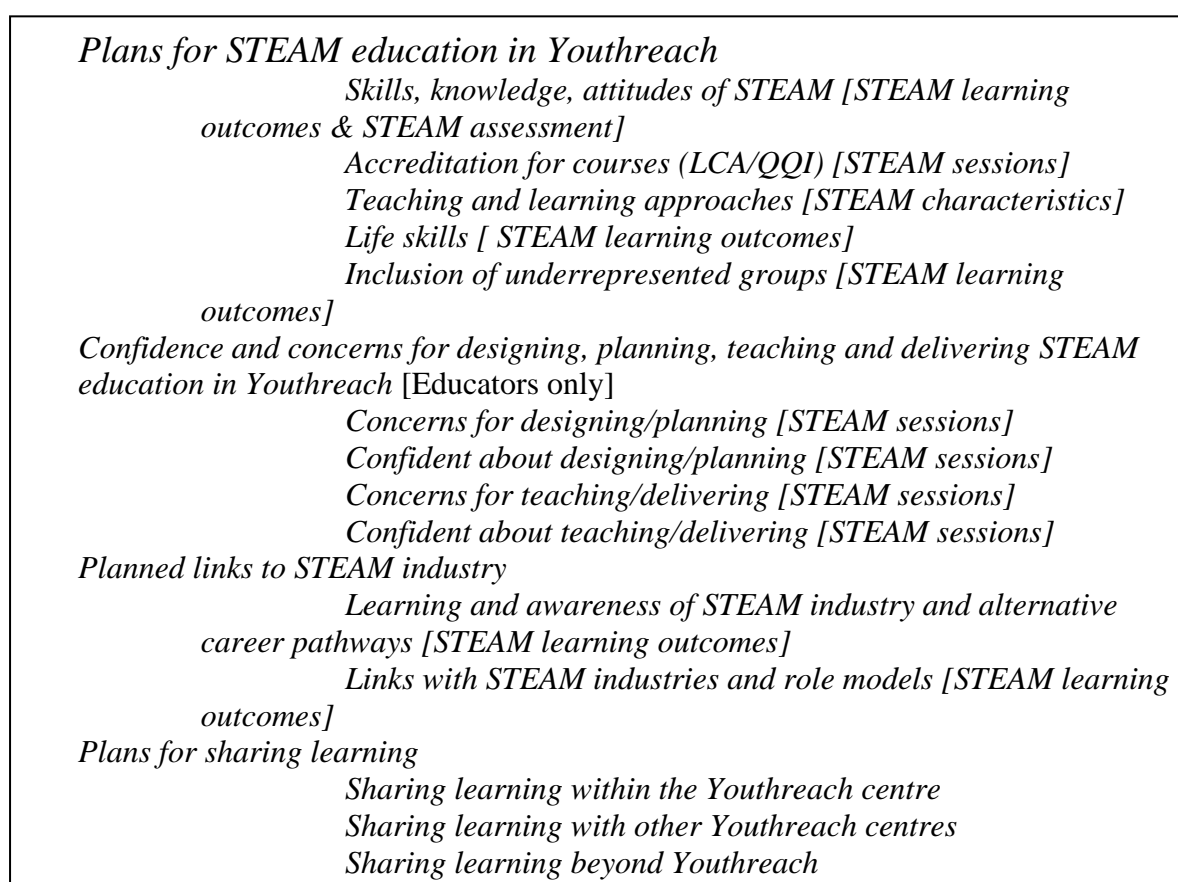 Plans for STEAM education in Youthreach
Skills, knowledge, attitudes of STEAM [STEAM learning
outcomes & STEAM assessment]
Accreditation for courses (LCA/QQI) [STEAM sessions]
Teaching and learning approaches [STEAM characteristics]
Life skills [ STEAM learning outcomes]
Inclusion of underrepresented groups [STEAM learning
outcomes]
Confidence and concerns for designing, planning, teaching and delivering STEAM
education in Youthreach [Educators only]
Concerns for designing/planning [STEAM sessions]
Confident about designing/planning [STEAM sessions]
Concerns for teaching/delivering [STEAM sessions]
Confident about teaching/delivering [STEAM sessions]
Planned links to STEAM industry
Learning and awareness of STEAM industry and alternative
career pathways [STEAM learning outcomes]
Links with STEAM industries and role models [STEAM learning
outcomes]
Plans for sharing learning
Sharing learning within the Youthreach centre
Sharing learning with other Youthreach centres
Sharing learning beyond Youthreach